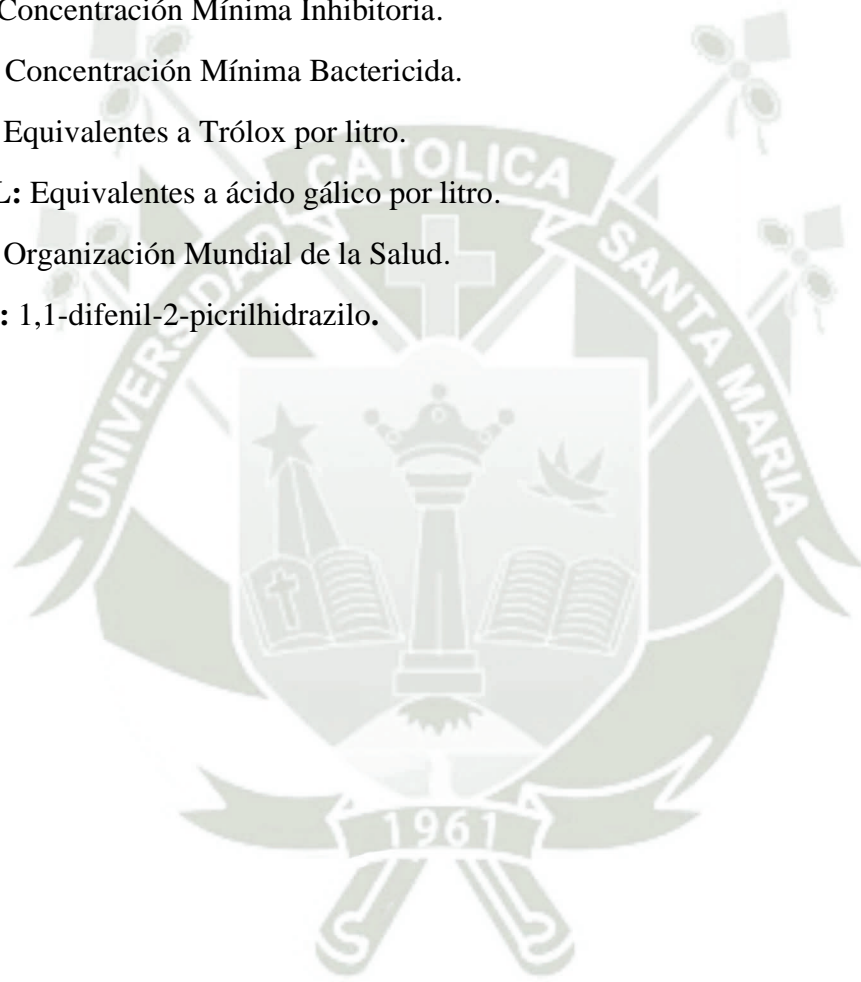 Concentración Mínima Inhibitoria.
Concentración Mínima Bactericida.
Equivalentes a Trólox por litro.
L: Equivalentes a ácido gálico por litro.
Organización Mundial de la Salud.
: 1,1-difenil-2-picrilhidrazilo.
UNIVERSIDAD CATOLICA SANTA MARIA
1961